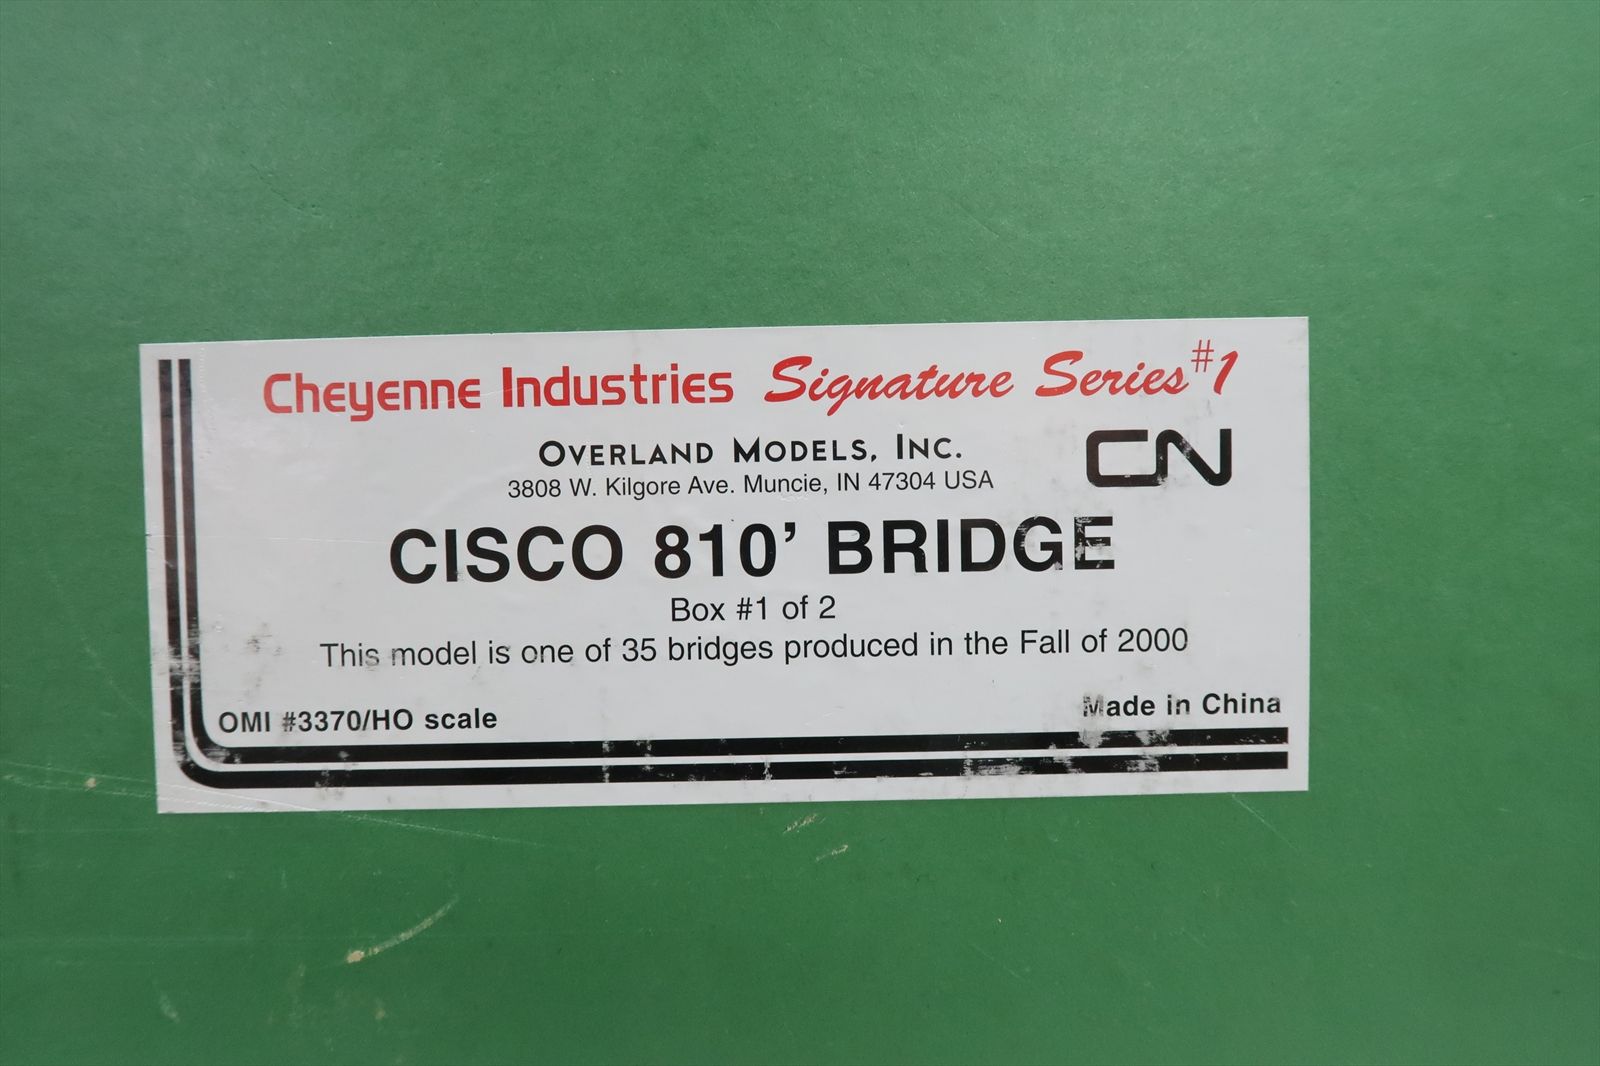 Cheyenne Industries Signature Series #1
OVERLAND MODELS, INC.
CN
3808 W. Kilgore Ave. Muncie, IN 47304 USA
CISCO 810' BRIDGE
Box #1 of 2
This model is one of 35 bridges produced in the Fall of 2000
OMI #3370/HO scale
Made in China